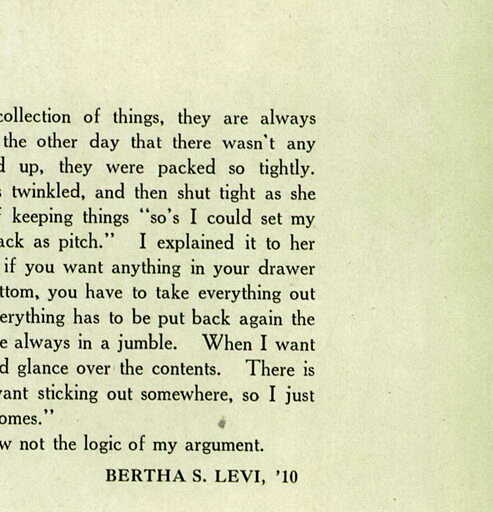 collection of things, they are always
the other day that there wasn't any
up, they were packed so tightly.
twinkled, and then shut tight as she
keeping things "so's I could set my
ack as pitch." I explained it to her
if you want anything in your drawer
ttom, you have to take everything out
erything has to be put back again the
e always in a jumble. When I want
d glance over the contents. There is
vant sticking out somewhere, so I just
omes."
w not the logic of my argument.
BERTHA S. LEVI, '10